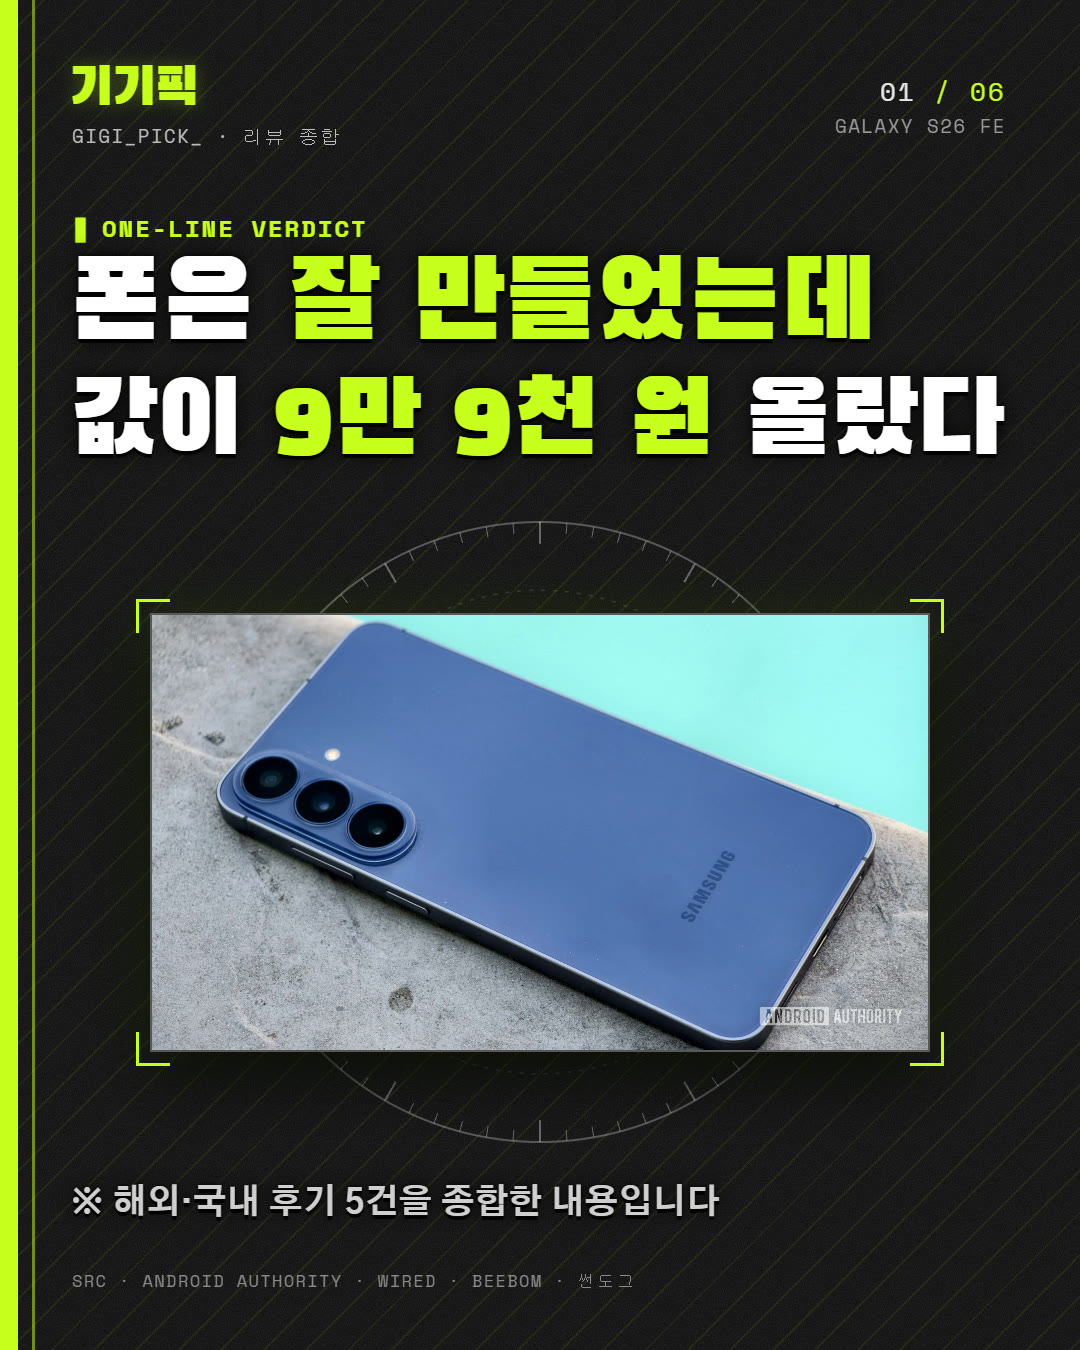 기기픽
GIGI_PICK_ · 리뷰 종합
01 / 06
GALAXY S26 FE
ONE-LINE VERDICT
폰은 잘 만들었는데
값이 9만 9천 원 올랐다
SAMSUNG
ANDROID AUTHORITY
※ 해외·국내 후기 5건을 종합한 내용입니다
SRC · ANDROID AUTHORITY · WIRED · BEEBOM · 썬도그